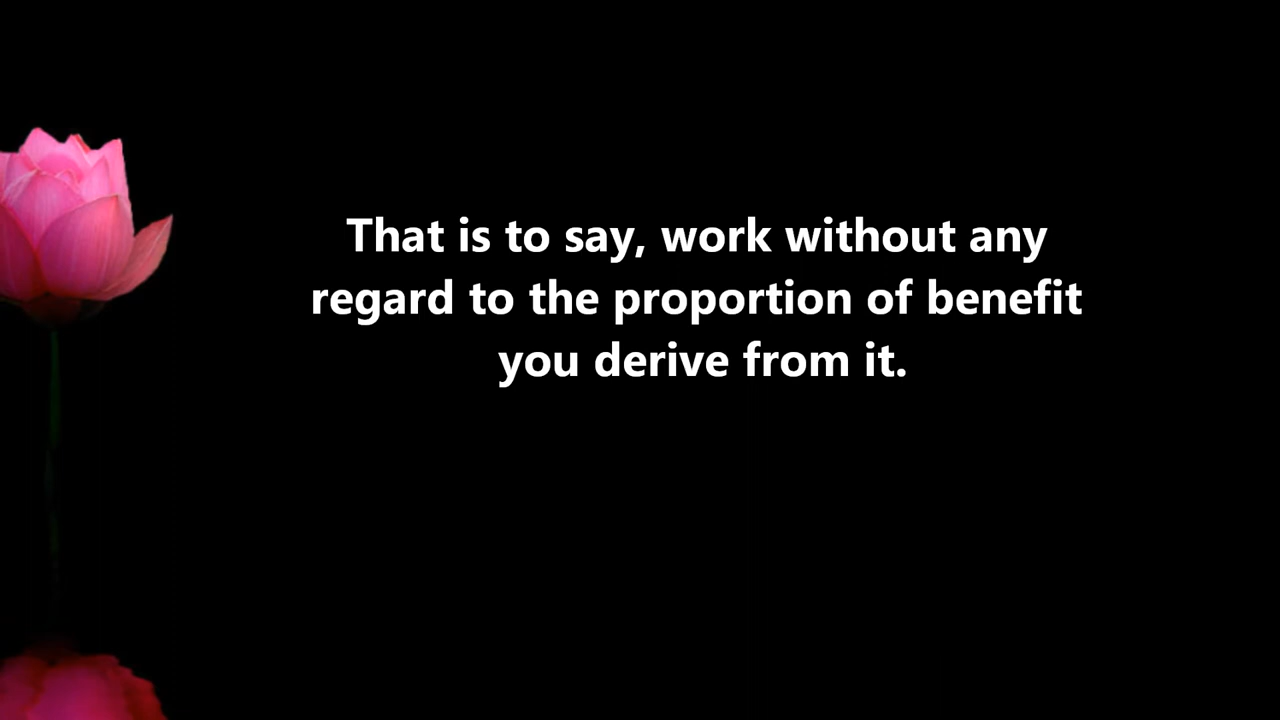 That is to say, work without any
regard to the proportion of benefit
you derive from it.